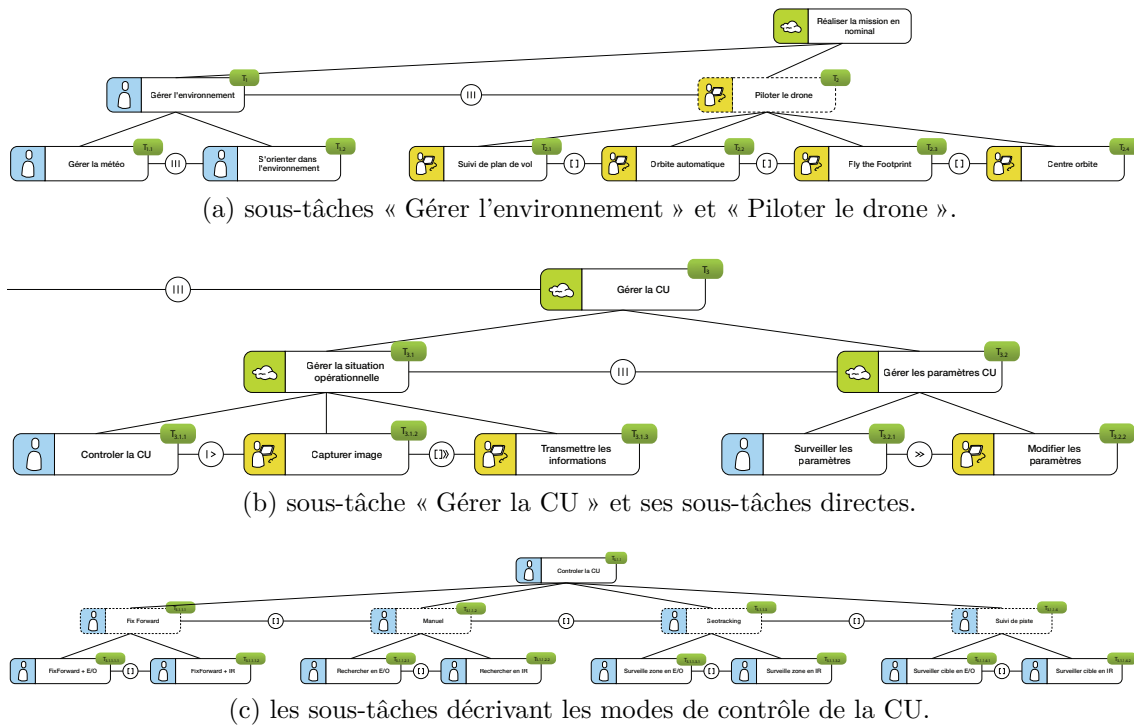 Réaliser la mission en
nominal
T1
Gérer l'environnement
III
T2
Piloter le drone
T1.1
Gérer la météo
III
T1.2
S'orienter dans
l'environnement
T2.1
Suivi de plan de vol
[ ]
T2.2
Orbite automatique
[ ]
T2.3
Fly the Footprint
[ ]
T2.4
Centre orbite
(a) sous-tâches « Gérer l'environnement » et « Piloter le drone ».
III
T3
Gérer la CU
T3.1
Gérer la situation
opérationnelle
III
T3.2
Gérer les paramètres CU
T3.1.1
Controler la CU
|>
T3.1.2
Capturer image
[ ]»
T3.1.3
Transmettre les
informations
T3.2.1
Surveiller les
paramètres
>>
T3.2.2
Modifier les
paramètres
(b) sous-tâche « Gérer la CU » et ses sous-tâches directes.
Controler la CU
Fix Forward
[ ]
Manuel
[ ]
Geotracking
[ ]
Suivi de piste
FixForward + E/O
[ ]
FixForward + IR
Rechercher en E/O
[ ]
Rechercher en IR
Surveille zone en E/O
[ ]
Surveille zone en IR
Surveiller cible en E/O
[ ]
Surveiller cible en IR
(c) les sous-tâches décrivant les modes de contrôle de la CU.